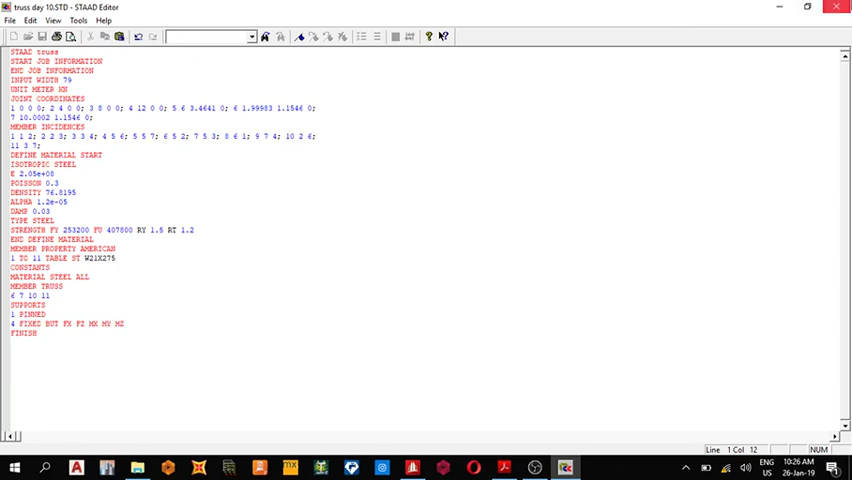 truss day 10.STD - STAAD Editor
File Edit View Tools Help
STAAD truss
START JOB INFORMATION
END JOB INFORMATION
INPUT WIDTH 79
UNIT METER KN
JOINT COORDINATES
1 0 0 0; 2 4 0 0; 3 8 0 0; 4 12 0 0; 5 6 3.4641 0; 6 1.99983 1.1546 0;
7 10.0002 1.1546 0;
MEMBER INCIDENCES
1 1 2; 2 2 3; 3 3 4; 4 5 6; 5 5 7; 6 5 2; 7 5 3; 8 6 1; 9 7 4; 10 2 6;
11 3 7;
DEFINE MATERIAL START
ISOTROPIC STEEL
E 2.05e+08
POISSON 0.3
DENSITY 76.8195
ALPHA 1.2e-05
DAMP 0.03
TYPE STEEL
STRENGTH FY 253200 FU 407800 RY 1.5 RT 1.2
END DEFINE MATERIAL
MEMBER PROPERTY AMERICAN
1 TO 11 TABLE ST W21X275
CONSTANTS
MATERIAL STEEL ALL
MEMBER TRUSS
6 7 10 11
SUPPORTS
1 PINNED
4 FIXED BUT FX FZ MX MY MZ
FINISH
Line 1 Col 12 NUM
mx
ENG 10:26 AM
US 26-Jan-19